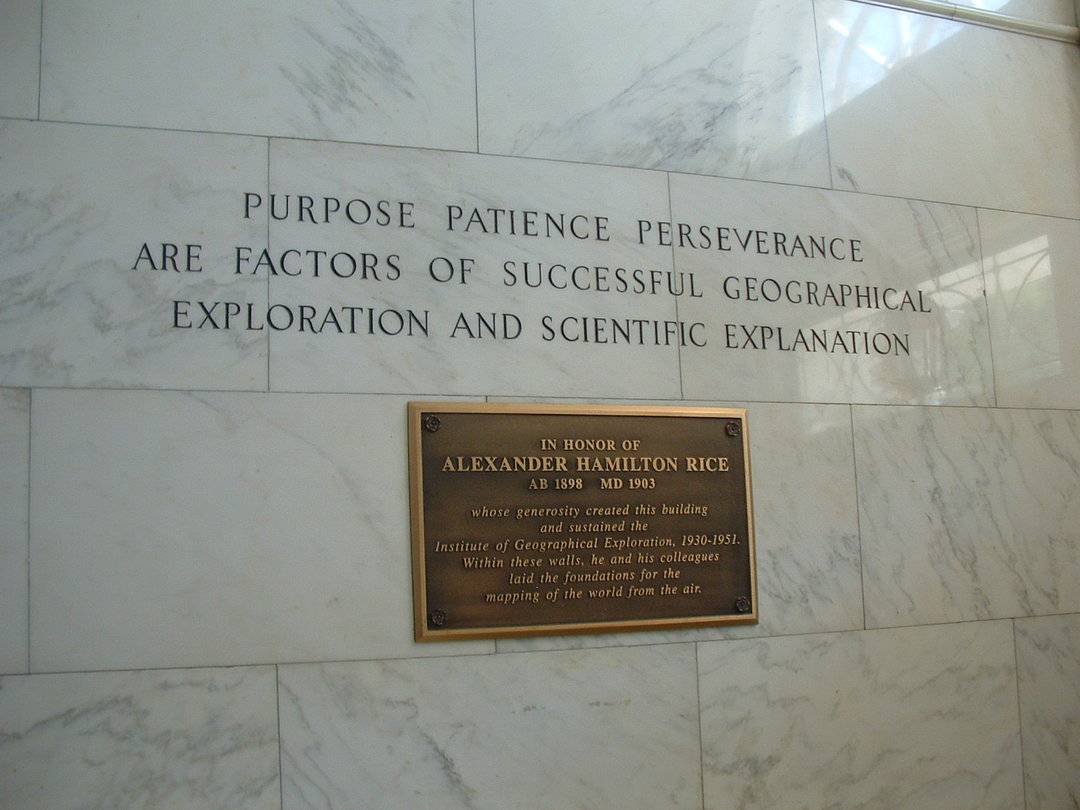 PURPOSE PATIENCE PERSEVERANCE
ARE FACTORS OF SUCCESSFUL GEOGRAPHICAL
EXPLORATION AND SCIENTIFIC EXPLANATION
IN HONOR OF
ALEXANDER HAMILTON RICE
AB 1898 MD 1903
whose generosity created this building
and sustained the
Institute of Geographical Exploration, 1930-1951.
Within these walls, he and his colleagues
laid the foundations for the
mapping of the world from the air.